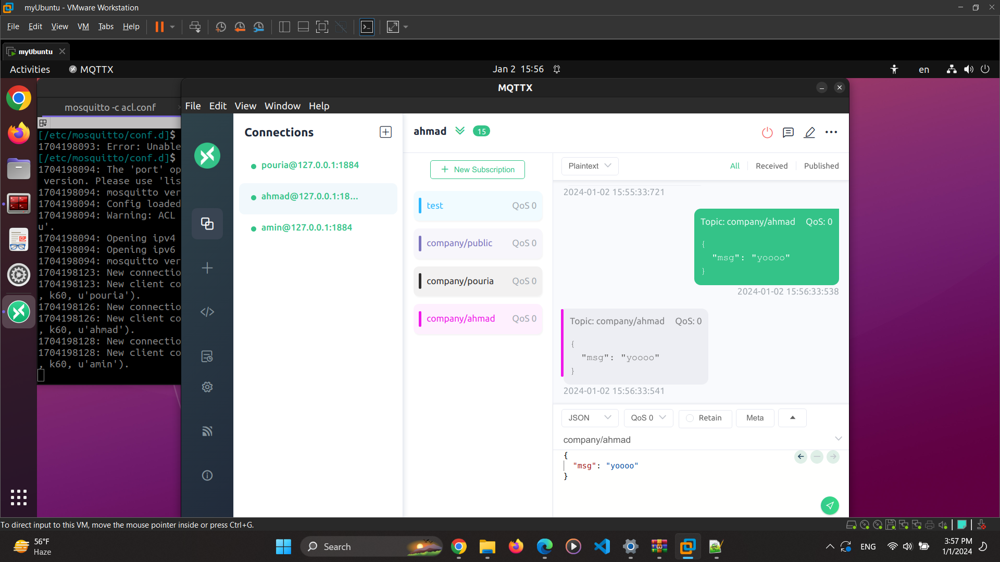 myUbuntu - VMware Workstation
File Edit View VM Tabs Help
myUbuntu
Activities MQTTX Jan 2 15:56 en
MQTTX
mosquitto -c acl.conf
File Edit View Window Help
[/etc/mosquitto/conf.d]$
1704198093: Error: Unable
[/etc/mosquitto/conf.d]$
1704198094: The 'port' op
version. Please use 'lis
1704198094: mosquitto ver
1704198094: Config loaded
1704198094: Warning: ACL
u'.
1704198094: Opening ipv4
1704198094: Opening ipv6
1704198094: mosquitto ver
1704198123: New connectio
1704198123: New client co
, k60, u'pouria').
1704198126: New connectio
1704198126: New client co
, k60, u'ahmad').
1704198128: New connectio
1704198128: New client co
, k60, u'amin').
Connections
pouria@127.0.0.1:1884
ahmad@127.0.0.1:18...
amin@127.0.0.1:1884
ahmad 15
New Subscription
test QoS 0
company/public QoS 0
company/pouria QoS 0
company/ahmad QoS 0
Plaintext All Received Published
2024-01-02 15:55:33:721
Topic: company/ahmad QoS: 0
{
"msg": "yoooo"
}
2024-01-02 15:56:33:538
Topic: company/ahmad QoS: 0
{
"msg": "yoooo"
}
2024-01-02 15:56:33:541
JSON QoS 0 Retain Meta
company/ahmad
{
"msg": "yoooo"
}
To direct input to this VM, move the mouse pointer inside or press Ctrl+G.
56°F
Haze
Search
ENG
3:57 PM
1/1/2024